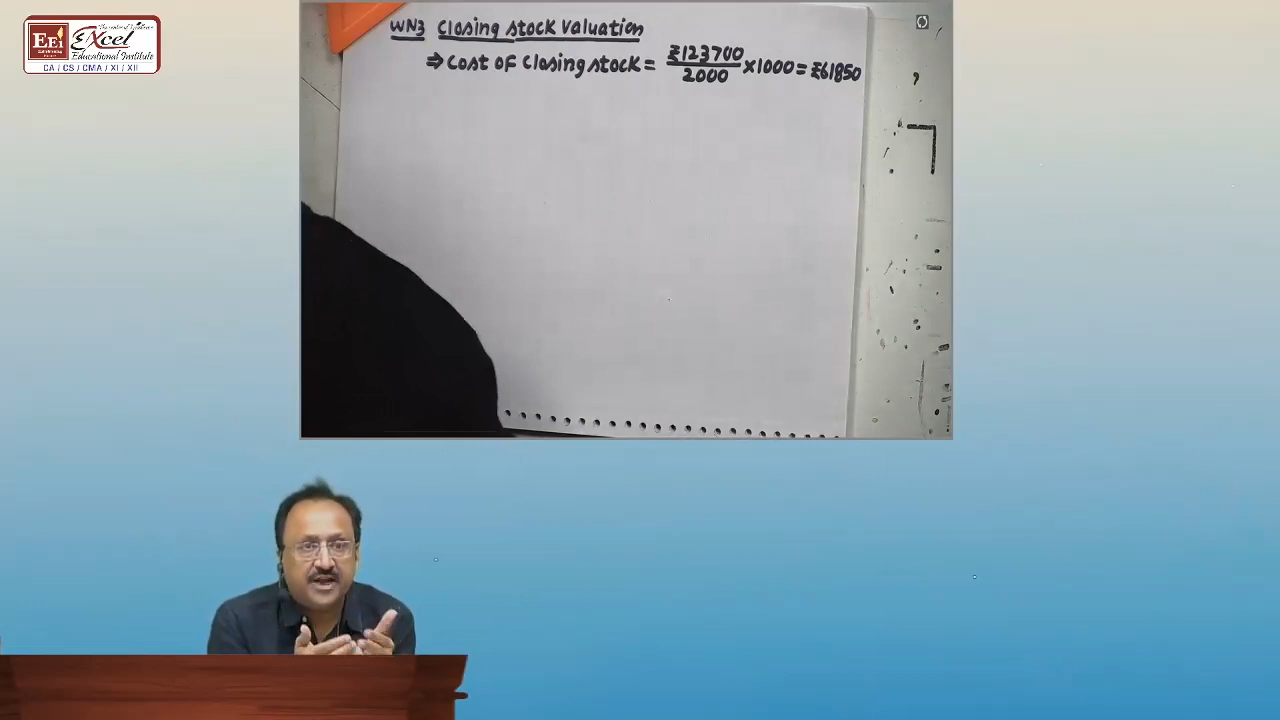 EEi
Excel
Educational Institute
CA / CS / CMA / XI / XII
WN3 Closing Stock Valuation
⇒ Cost of Closing Stock = ₹123700/2000 × 1000 = ₹61850